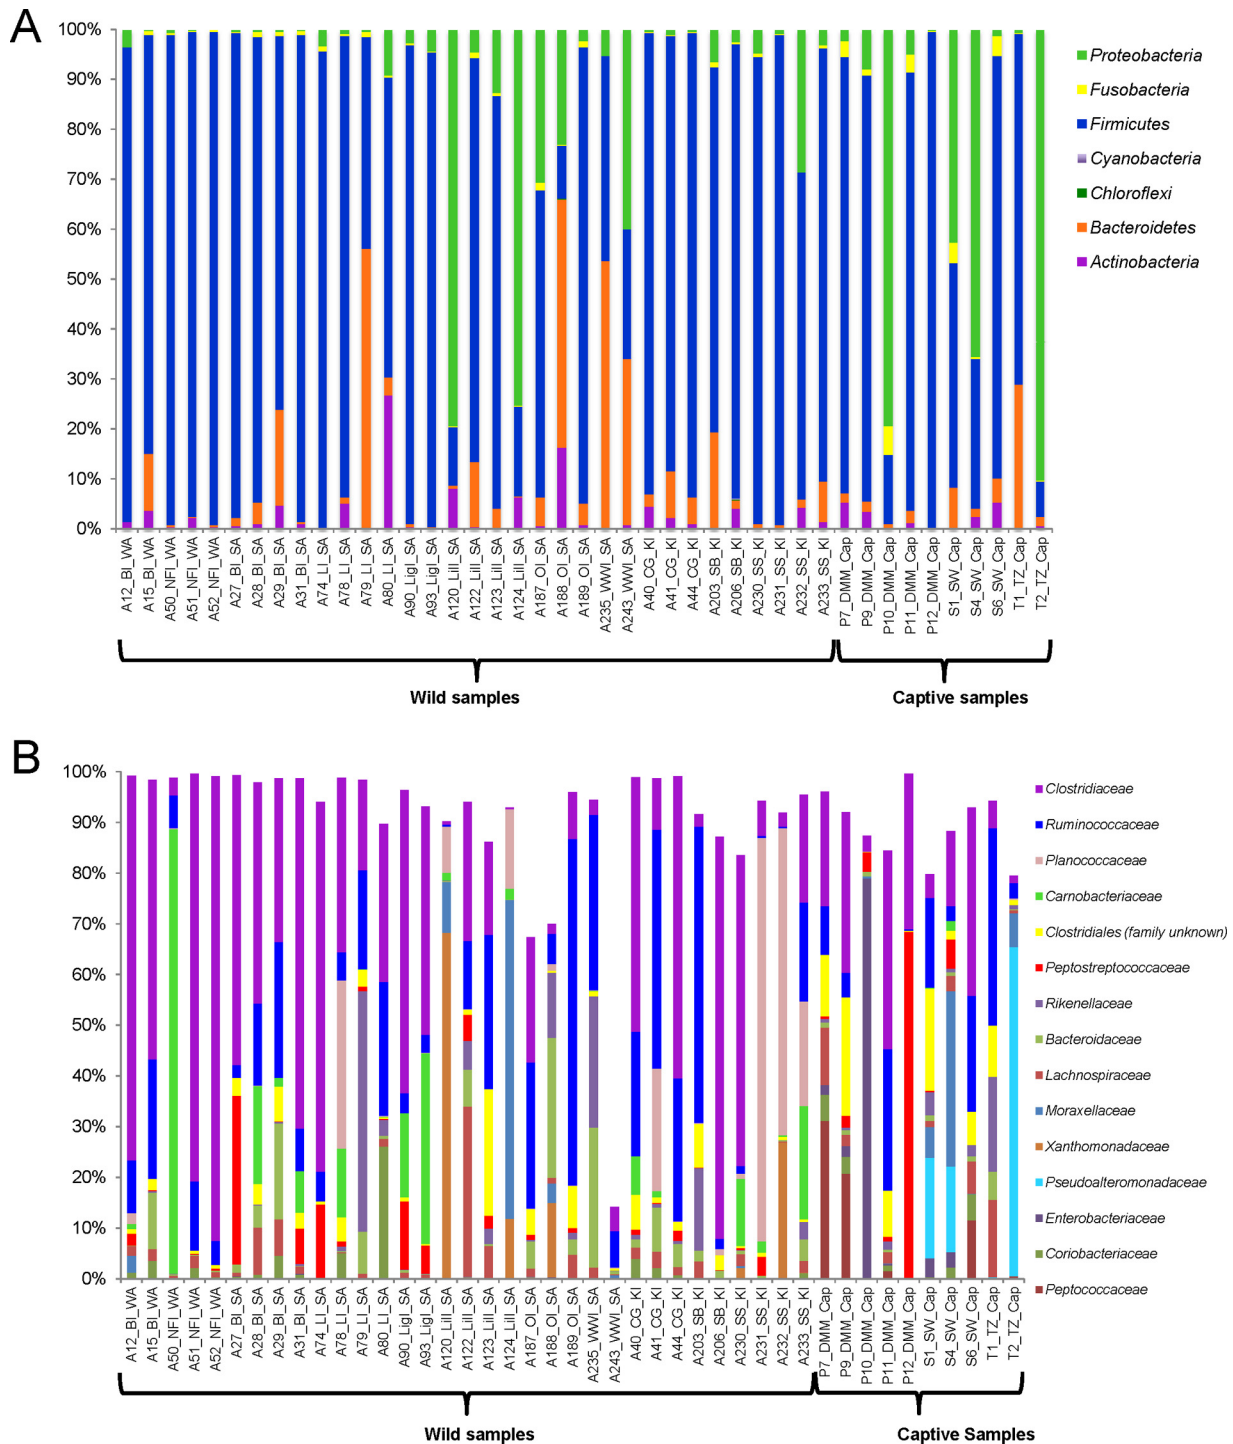 A
100%
90%
80%
70%
60%
50%
40%
30%
20%
10%
0%
Proteobacteria
Fusobacteria
Firmicutes
Cyanobacteria
Chloroflexi
Bacteroidetes
Actinobacteria
A12_BI_WA
A15_BI_WA
A50_NFI_WA
A51_NFI_WA
A52_NFI_WA
A27_BI_SA
A28_BI_SA
A29_BI_SA
A31_BI_SA
A74_LI_SA
A78_LI_SA
A79_LI_SA
A80_LI_SA
A90_LigI_SA
A93_LigI_SA
A120_LilI_SA
A122_LilI_SA
A123_LilI_SA
A124_LilI_SA
A187_OI_SA
A188_OI_SA
A189_OI_SA
A235_WWI_SA
A243_WWI_SA
A40_CG_KI
A41_CG_KI
A44_CG_KI
A203_SB_KI
A206_SB_KI
A230_SS_KI
A231_SS_KI
A232_SS_KI
A233_SS_KI
P7_DMM_Cap
P9_DMM_Cap
P10_DMM_Cap
P11_DMM_Cap
P12_DMM_Cap
S1_SW_Cap
S4_SW_Cap
S6_SW_Cap
T1_TZ_Cap
T2_TZ_Cap
Wild samples
Captive samples
B
100%
90%
80%
70%
60%
50%
40%
30%
20%
10%
0%
Clostridiaceae
Ruminococcaceae
Planococcaceae
Carnobacteriaceae
Clostridiales (family unknown)
Peptostreptococcaceae
Rikenellaceae
Bacteroidaceae
Lachnospiraceae
Moraxellaceae
Xanthomonadaceae
Pseudoalteromonadaceae
Enterobacteriaceae
Coriobacteriaceae
Peptococcaceae
A12_BI_WA
A15_BI_WA
A50_NFI_WA
A51_NFI_WA
A52_NFI_WA
A27_BI_SA
A28_BI_SA
A29_BI_SA
A31_BI_SA
A74_LI_SA
A78_LI_SA
A79_LI_SA
A80_LI_SA
A90_LigI_SA
A93_LigI_SA
A120_LilI_SA
A122_LilI_SA
A123_LilI_SA
A124_LilI_SA
A187_OI_SA
A188_OI_SA
A189_OI_SA
A235_WWI_SA
A243_WWI_SA
A40_CG_KI
A41_CG_KI
A44_CG_KI
A203_SB_KI
A206_SB_KI
A230_SS_KI
A231_SS_KI
A232_SS_KI
A233_SS_KI
P7_DMM_Cap
P9_DMM_Cap
P10_DMM_Cap
P11_DMM_Cap
P12_DMM_Cap
S1_SW_Cap
S4_SW_Cap
S6_SW_Cap
T1_TZ_Cap
T2_TZ_Cap
Wild samples
Captive Samples